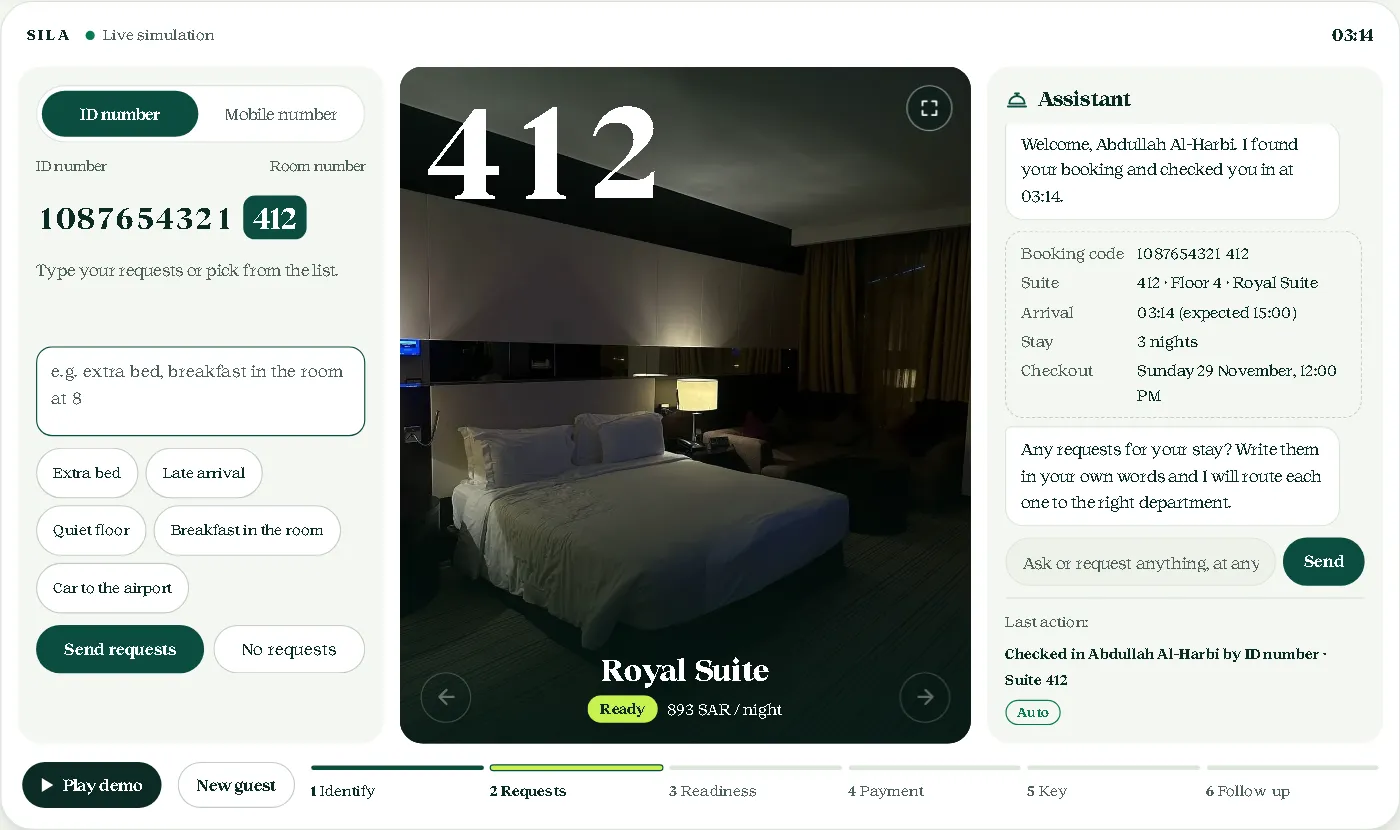 SILA
Live simulation
03:14
ID number
Mobile number
ID number
Room number
1087654321
412
Type your requests or pick from the list.
e.g. extra bed, breakfast in the room
at 8
Extra bed
Late arrival
Quiet floor
Breakfast in the room
Car to the airport
Send requests
No requests
412
Royal Suite
Ready
893 SAR / night
Assistant
Welcome, Abdullah Al-Harbi. I found
your booking and checked you in at
03:14.
Booking code 1087654321 412
Suite 412 · Floor 4 · Royal Suite
Arrival 03:14 (expected 15:00)
Stay 3 nights
Checkout Sunday 29 November, 12:00
PM
Any requests for your stay? Write them
in your own words and I will route each
one to the right department.
Ask or request anything, at any
Send
Last action:
Checked in Abdullah Al-Harbi by ID number ·
Suite 412
Auto
Play demo
New guest
1 Identify
2 Requests
3 Readiness
4 Payment
5 Key
6 Follow up